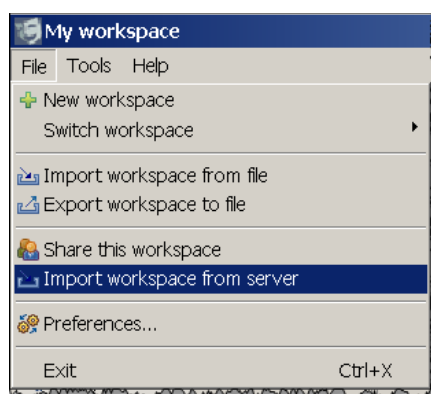 My workspace
File Tools Help
New workspace
Switch workspace
Import workspace from file
Export workspace to file
Share this workspace
Import workspace from server
Preferences...
Exit Ctrl+X